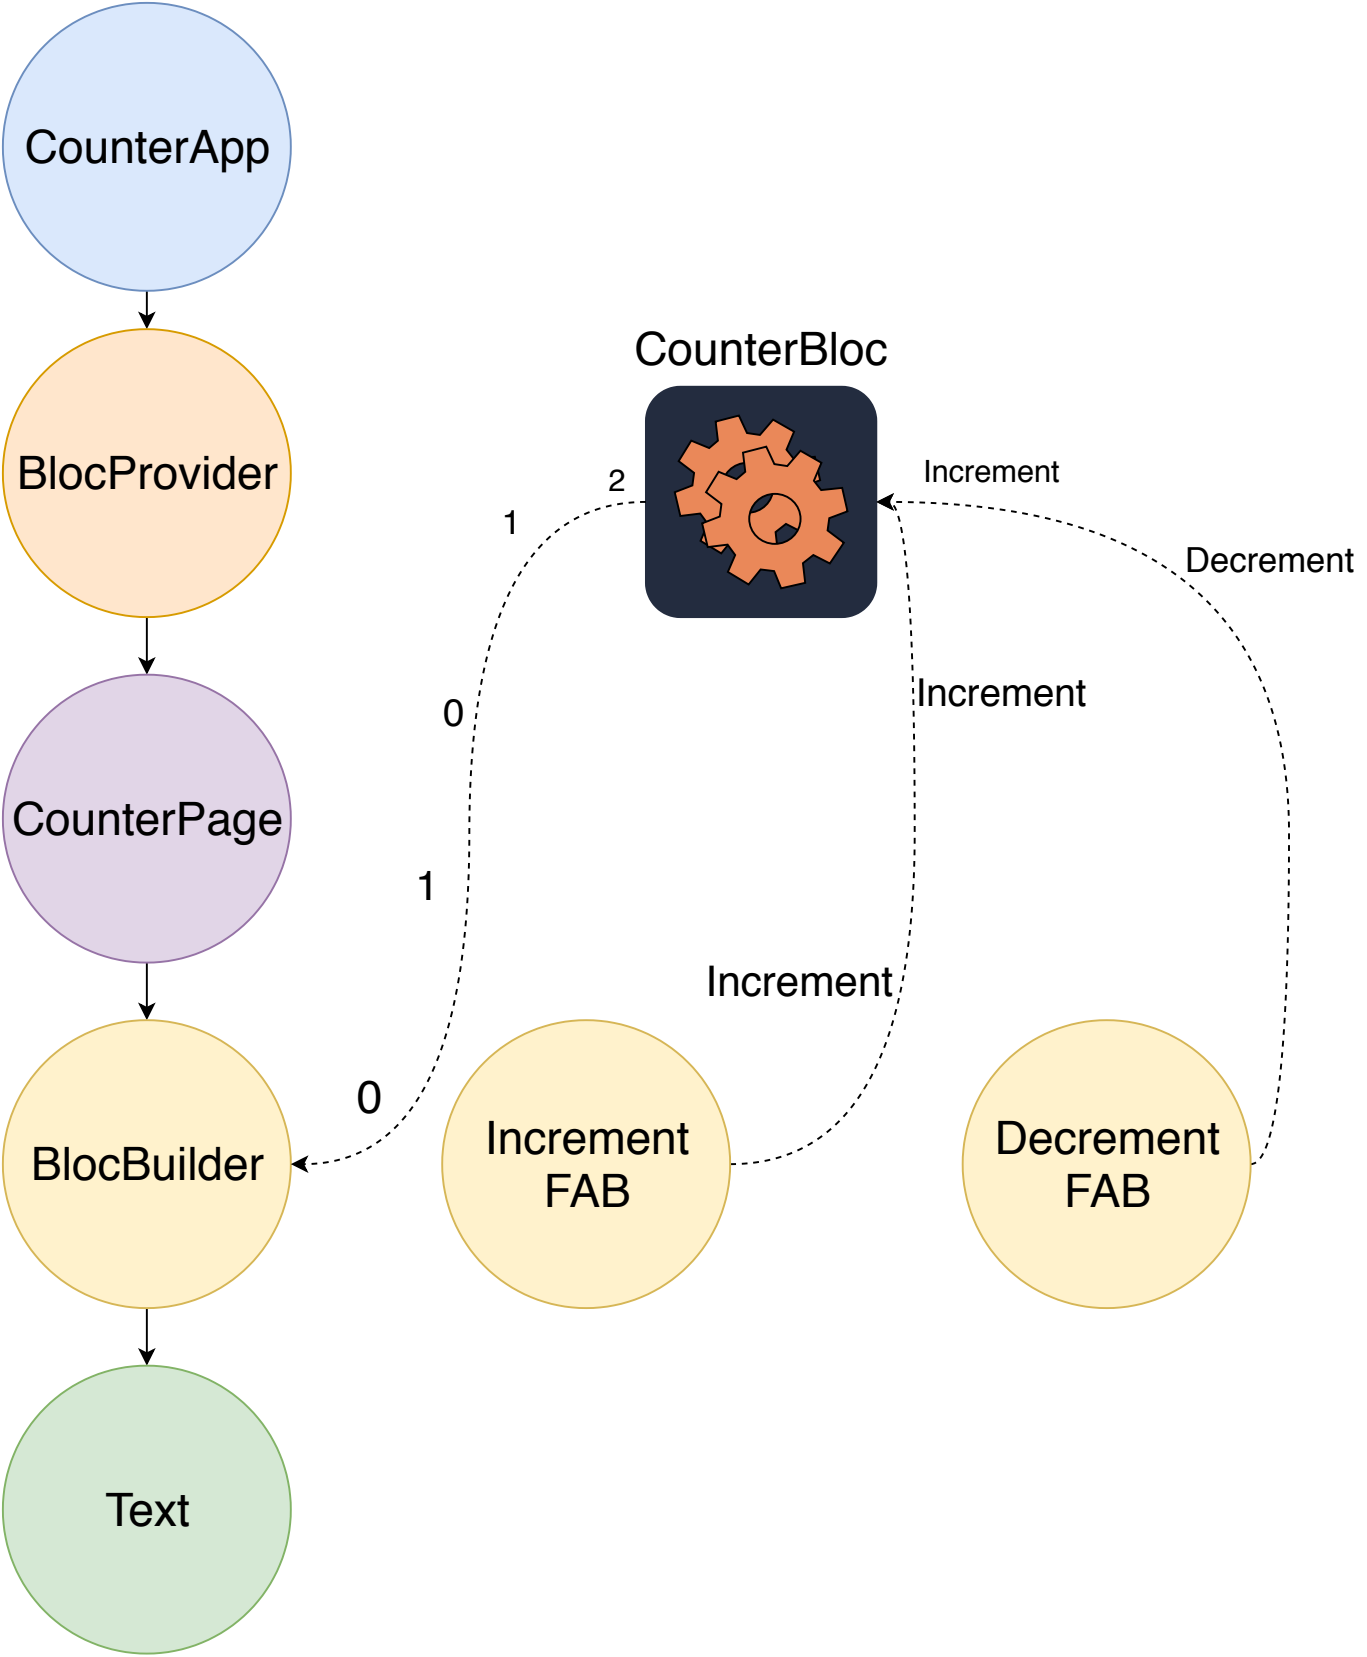 CounterApp
CounterBloc
BlocProvider
2
Increment
1
Decrement
Increment
0
CounterPage
1
Increment
0
BlocBuilder
Increment
FAB
Decrement
FAB
Text